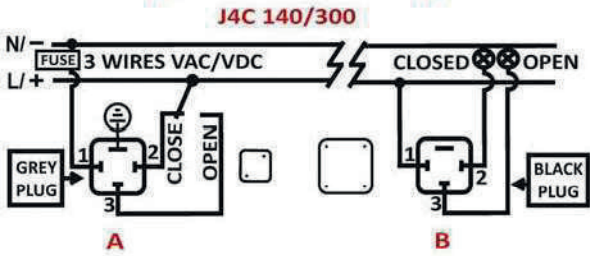 J4C 140/300
N/ −
FUSE 3 WIRES VAC/VDC
CLOSED OPEN
L/ +
1 2 CLOSE OPEN
GREY
PLUG
3
A
1 2
BLACK
PLUG
3
B